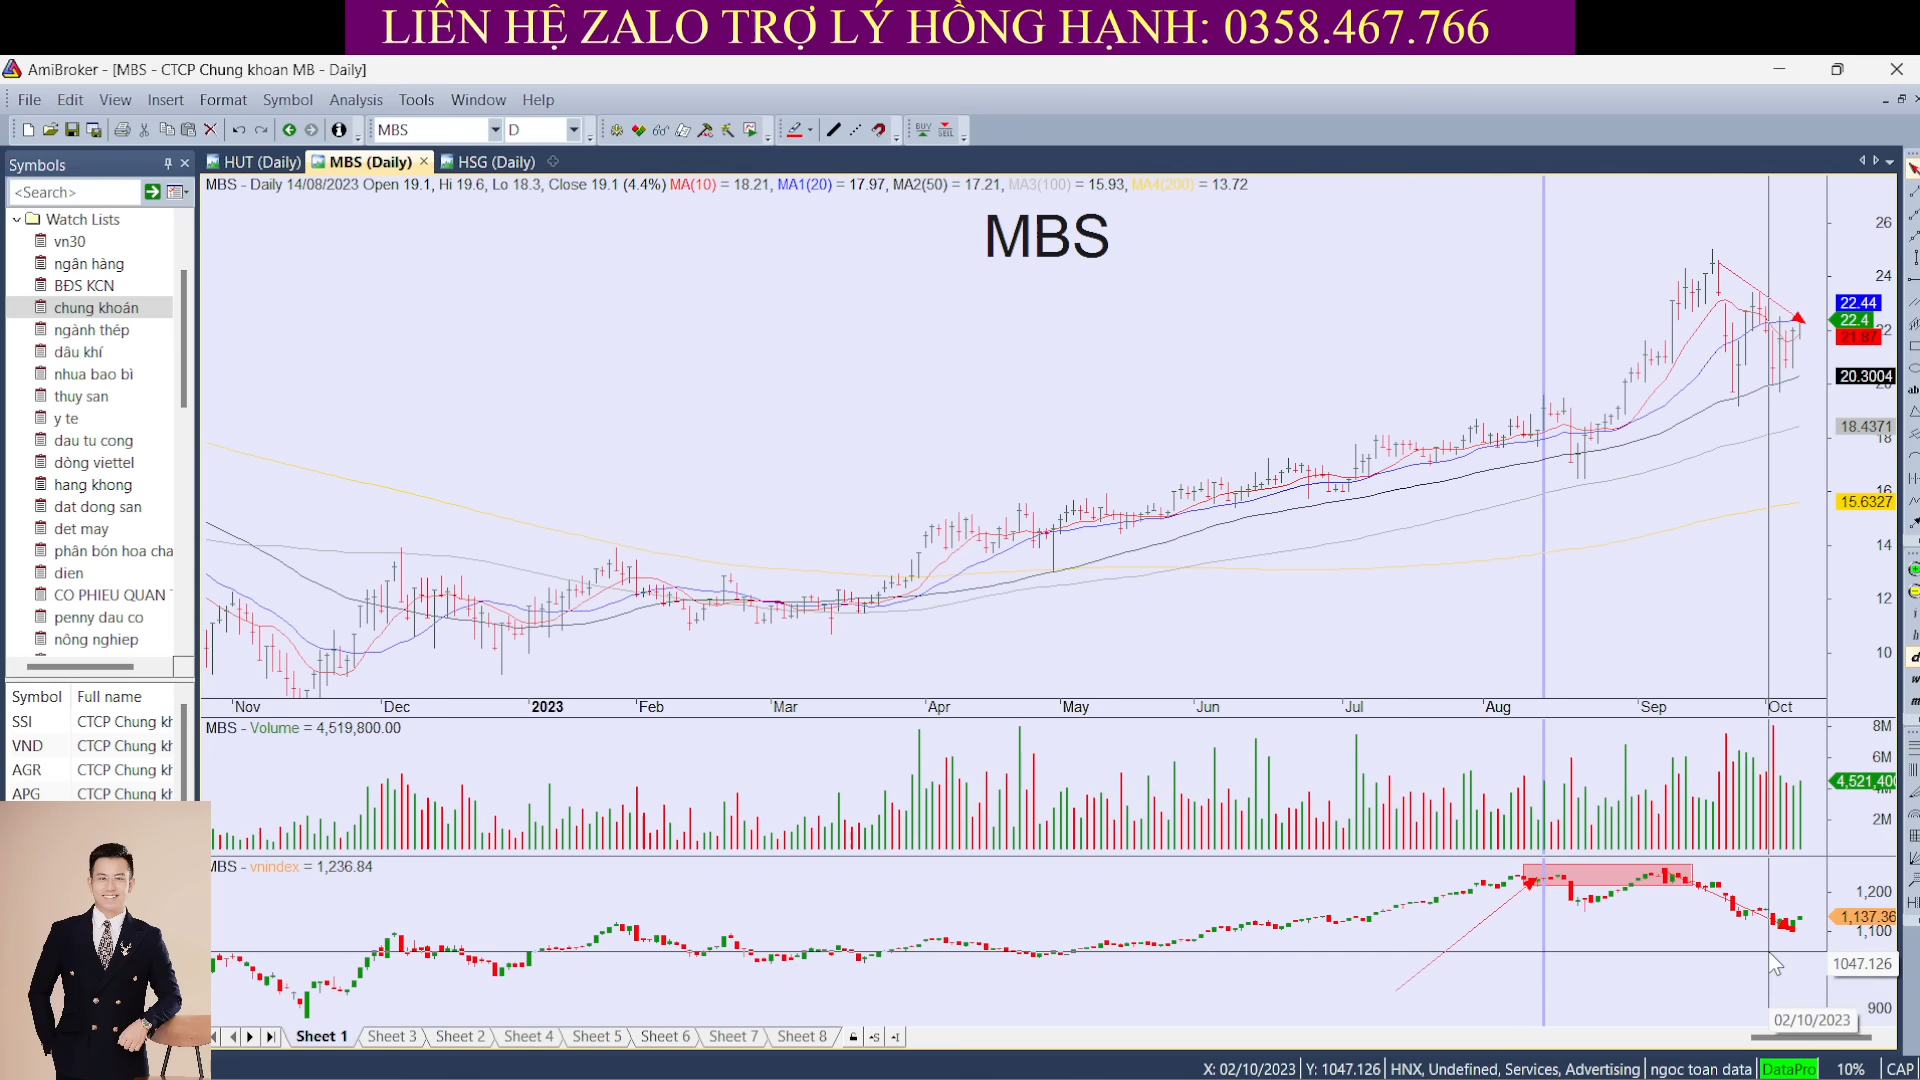 LIÊN HỆ ZALO TRỢ LÝ HỒNG HẠNH: 0358.467.766
AmiBroker - [MBS - CTCP Chung khoan MB - Daily]
File Edit View Insert Format Symbol Analysis Tools Window Help
MBS D BUY SELL
Symbols
HUT (Daily) MBS (Daily) HSG (Daily)
MBS - Daily 14/08/2023 Open 19.1, Hi 19.6, Lo 18.3, Close 19.1 (4.4%) MA(10) = 18.21, MA1(20) = 17.97, MA2(50) = 17.21, MA3(100) = 15.93, MA4(200) = 13.72
<Search>
Watch Lists
vn30
ngân hàng
BĐS KCN
chung khoán
ngành thép
dâu khí
nhua bao bì
thuy san
y te
dau tu cong
dòng viettel
hang khong
dat dong san
det may
phân bón hoa cha
dien
CO PHIEU QUAN
penny dau co
nông nghiep
Symbol Full name
SSI CTCP Chung kh
VND CTCP Chung kh
AGR CTCP Chung kh
APG CTCP Chung kh
MBS
26
24
22.44
22.4
22
21.87
20.3004
18.4371
18
16
15.6327
14
12
10
Nov Dec 2023 Feb Mar Apr May Jun Jul Aug Sep Oct
MBS - Volume = 4,519,800.00
8M
6M
4,521,400
4M
2M
MBS - vnindex = 1,236.84
1,200
1,137.36
1,100
1047.126
900
02/10/2023
Sheet 1 Sheet 3 Sheet 2 Sheet 4 Sheet 5 Sheet 6 Sheet 7 Sheet 8
X: 02/10/2023 Y: 1047.126 HNX, Undefined, Services, Advertising ngoc toan data DataPro 10% CAP